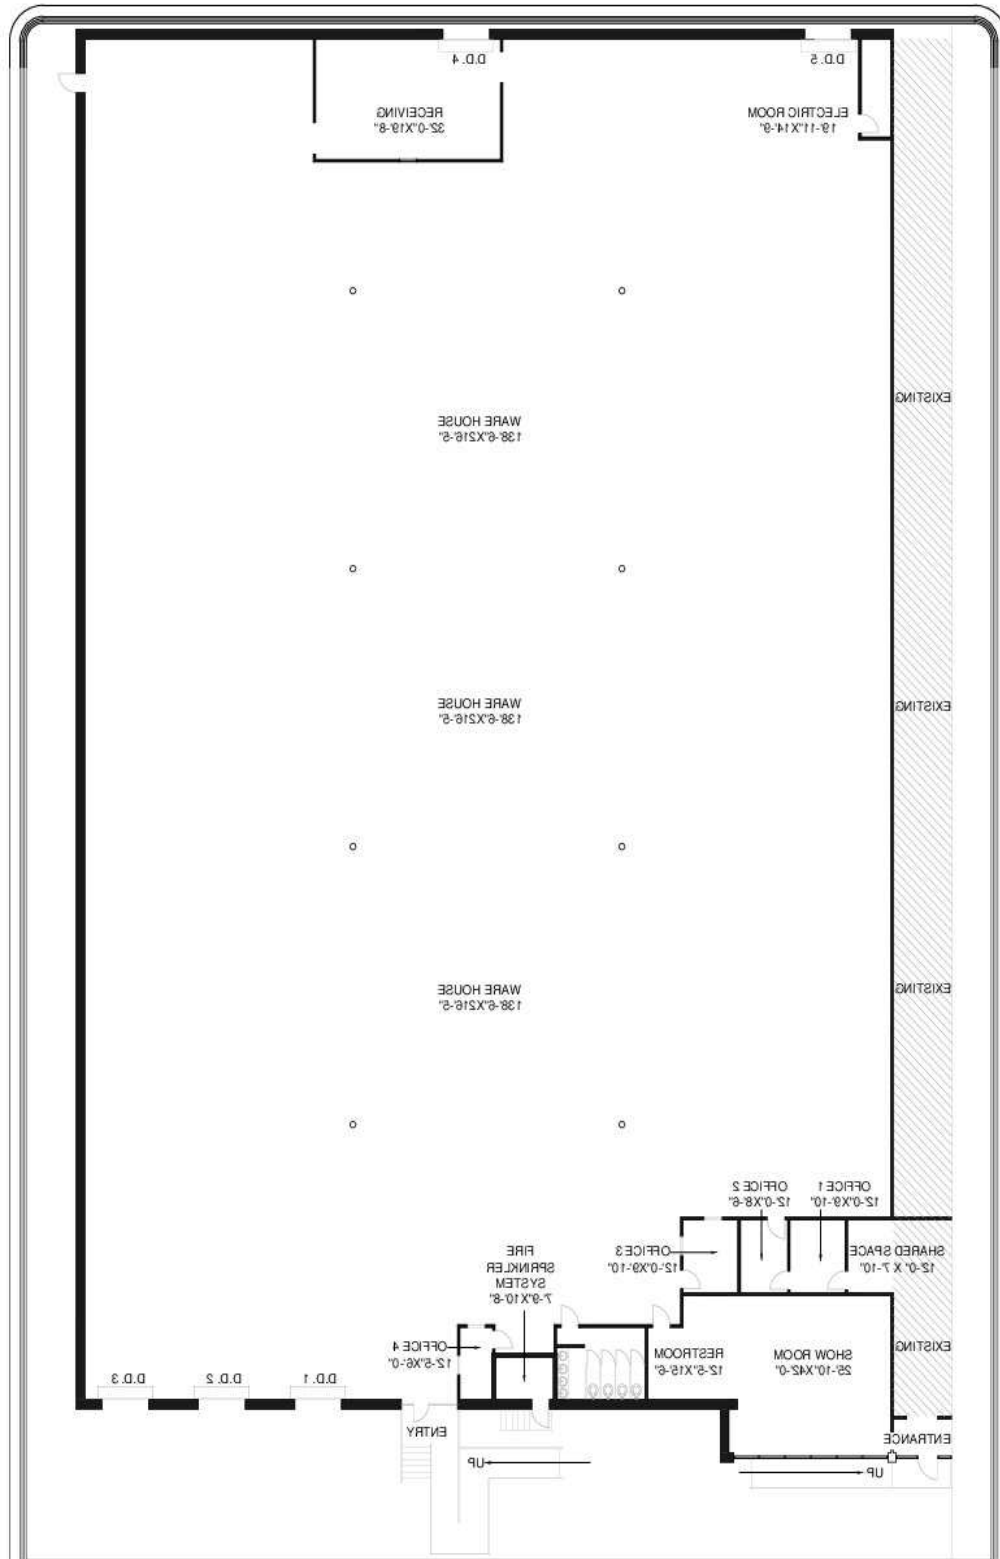 D.D. 4
D.D. 5
RECEIVING
32'-0"X19'-8"
ELECTRIC ROOM
19'-11"X14'-9"
EXISTING
WARE HOUSE
138'-6"X216'-5"
EXISTING
WARE HOUSE
138'-6"X216'-5"
EXISTING
WARE HOUSE
138'-6"X216'-5"
OFFICE 2
12'-0"X8'-6"
OFFICE 1
12'-0"X9'-10"
FIRE
SPRINKLER
SYSTEM
7'-9"X10'-8"
OFFICE 3
12'-0"X9'-10"
SHARED SPACE
12'-0" X 7'-10"
OFFICE 4
12'-5"X6'-0"
RESTROOM
12'-5"X15'-6"
SHOW ROOM
25'-10"X42'-0"
EXISTING
D.D.3
D.D. 2
D.D. 1
ENTRY
ENTRANCE
UP
UP